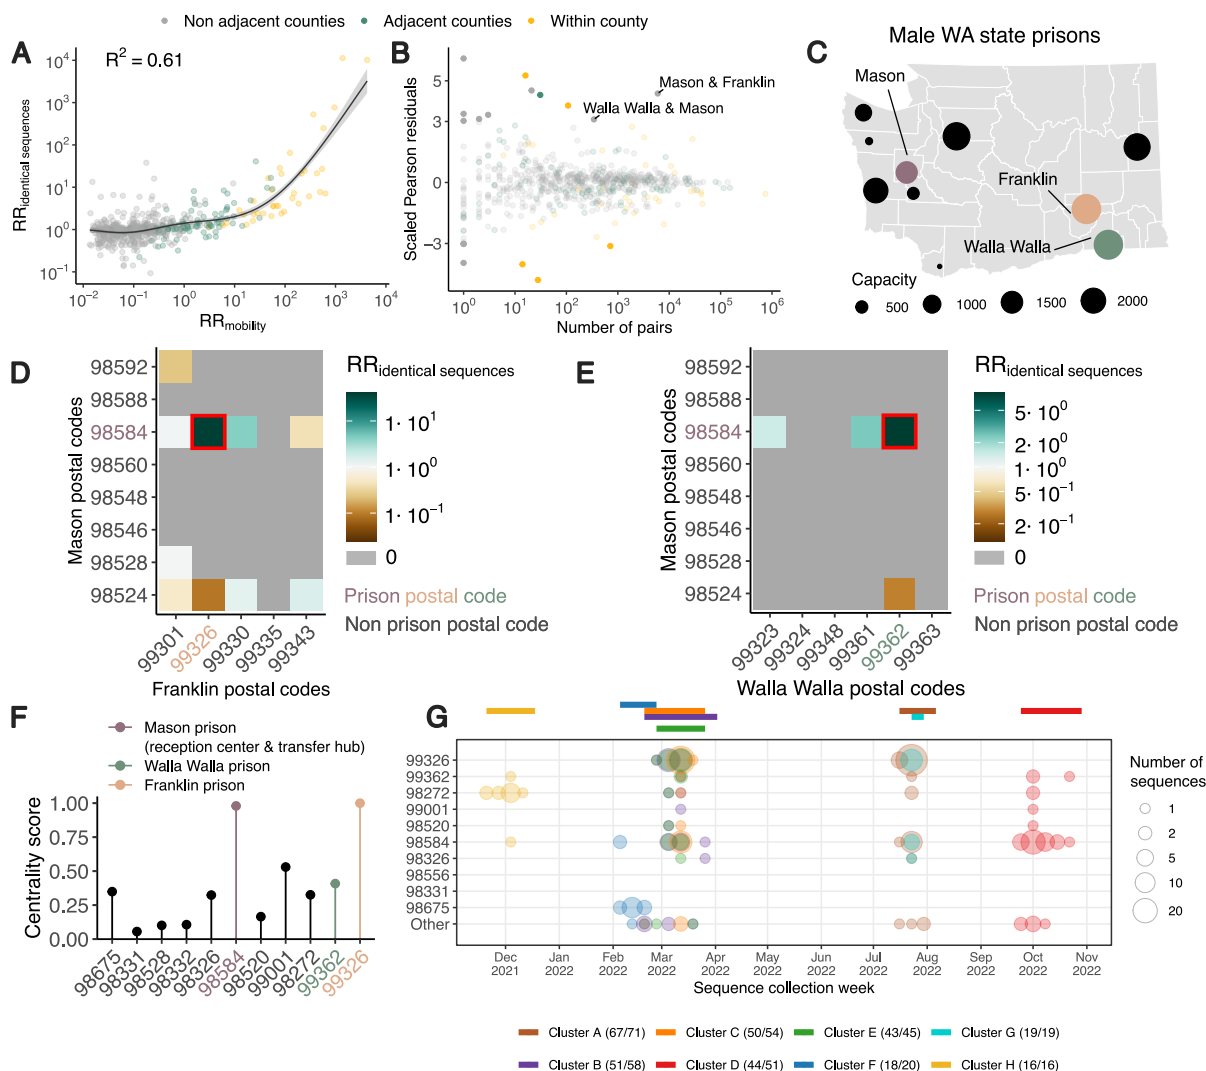 Non adjacent counties Adjacent counties Within county
A
R² = 0.61
RR identical sequences
10⁴
10³
10²
10¹
10⁰
10⁻¹
10⁻² 10⁻¹ 10⁰ 10¹ 10² 10³ 10⁴
RR mobility
B
Scaled Pearson residuals
5
3
0
−3
Mason & Franklin
Walla Walla & Mason
10⁰ 10¹ 10² 10³ 10⁴ 10⁵ 10⁶
Number of pairs
C
Male WA state prisons
Mason
Franklin
Walla Walla
Capacity
500 1000 1500 2000
D
Mason postal codes
98592
98588
98584
98560
98548
98546
98528
98524
99301 99326 99330 99335 99343
Franklin postal codes
RR identical sequences
1· 10¹
1· 10⁰
1· 10⁻¹
0
Prison postal code
Non prison postal code
E
Mason postal codes
98592
98588
98584
98560
98548
98546
98528
98524
99323 99324 99348 99361 99362 99363
Walla Walla postal codes
RR identical sequences
5· 10⁰
2· 10⁰
1· 10⁰
5· 10⁻¹
2· 10⁻¹
0
Prison postal code
Non prison postal code
F
Mason prison
(reception center & transfer hub)
Walla Walla prison
Franklin prison
Centrality score
1.00
0.75
0.50
0.25
0.00
98675 98331 98528 98332 98326 98584 98520 99001 98272 99362 99326
G
99326
99362
98272
99001
98520
98584
98326
98556
98331
98675
Other
Dec Jan Feb Mar Apr May Jun Jul Aug Sep Oct Nov
2021 2022 2022 2022 2022 2022 2022 2022 2022 2022 2022 2022
Sequence collection week
Number of
sequences
1
2
5
10
20
Cluster A (67/71) Cluster C (50/54) Cluster E (43/45) Cluster G (19/19)
Cluster B (51/58) Cluster D (44/51) Cluster F (18/20) Cluster H (16/16)